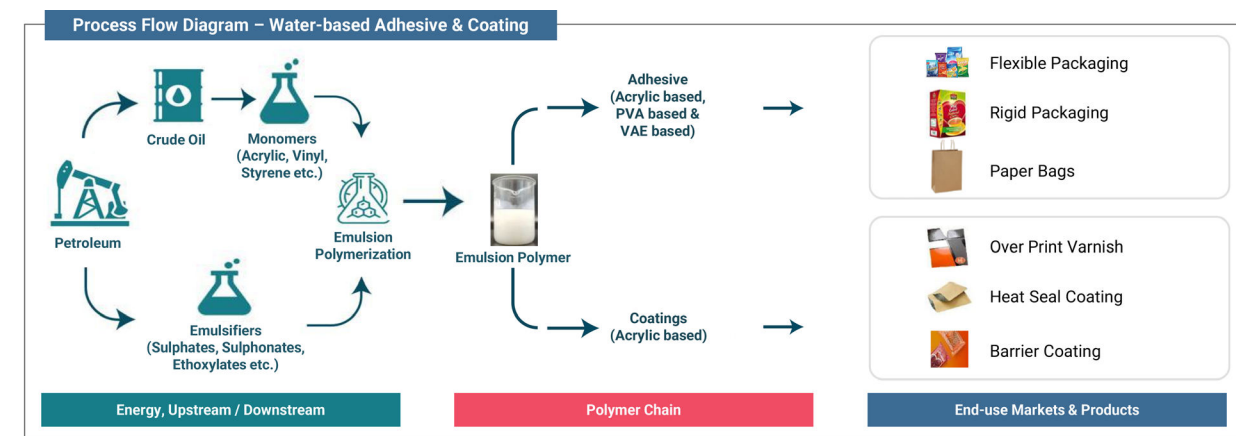 Process Flow Diagram – Water-based Adhesive & Coating
Crude Oil
Monomers
(Acrylic, Vinyl,
Styrene etc.)
Petroleum
Emulsifiers
(Sulphates, Sulphonates,
Ethoxylates etc.)
Emulsion
Polymerization
Emulsion Polymer
Adhesive
(Acrylic based,
PVA based &
VAE based)
Coatings
(Acrylic based)
Flexible Packaging
Rigid Packaging
Paper Bags
Over Print Varnish
Heat Seal Coating
Barrier Coating
Energy, Upstream / Downstream
Polymer Chain
End-use Markets & Products